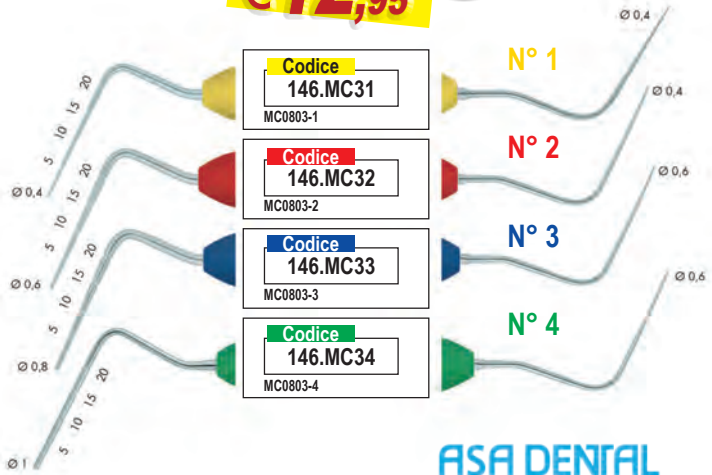 € 12,95
Ø 0,4
5 10 15 20
Codice
146.MC31
MC0803-1
N° 1
Ø 0,4
Ø 0,4
5 10 15 20
Codice
146.MC32
MC0803-2
N° 2
Ø 0,6
Ø 0,6
5 10 15 20
Codice
146.MC33
MC0803-3
N° 3
Ø 0,8
5 10 15 20
Codice
146.MC34
MC0803-4
N° 4
Ø 0,6
Ø 1
ASA DENTAL